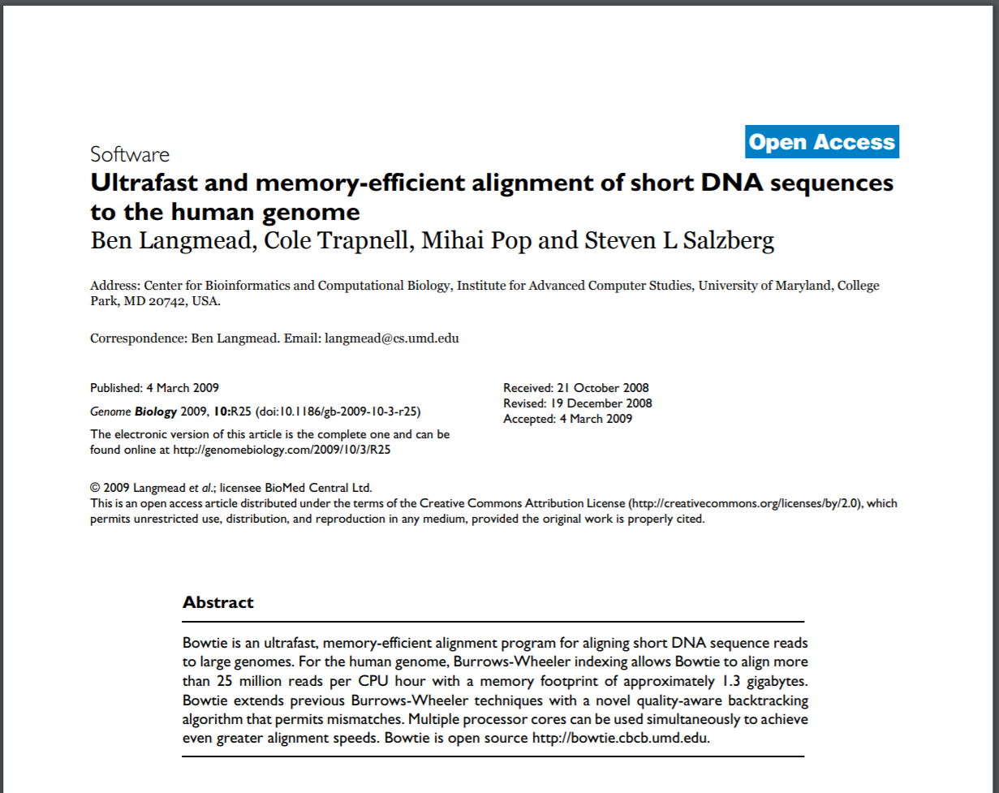 Open Access
Software
Ultrafast and memory-efficient alignment of short DNA sequences
to the human genome
Ben Langmead, Cole Trapnell, Mihai Pop and Steven L Salzberg
Address: Center for Bioinformatics and Computational Biology, Institute for Advanced Computer Studies, University of Maryland, College
Park, MD 20742, USA.
Correspondence: Ben Langmead. Email: langmead@cs.umd.edu
Published: 4 March 2009
Genome Biology 2009, 10:R25 (doi:10.1186/gb-2009-10-3-r25)
The electronic version of this article is the complete one and can be
found online at http://genomebiology.com/2009/10/3/R25
Received: 21 October 2008
Revised: 19 December 2008
Accepted: 4 March 2009
© 2009 Langmead et al.; licensee BioMed Central Ltd.
This is an open access article distributed under the terms of the Creative Commons Attribution License (http://creativecommons.org/licenses/by/2.0), which
permits unrestricted use, distribution, and reproduction in any medium, provided the original work is properly cited.
Abstract
Bowtie is an ultrafast, memory-efficient alignment program for aligning short DNA sequence reads
to large genomes. For the human genome, Burrows-Wheeler indexing allows Bowtie to align more
than 25 million reads per CPU hour with a memory footprint of approximately 1.3 gigabytes.
Bowtie extends previous Burrows-Wheeler techniques with a novel quality-aware backtracking
algorithm that permits mismatches. Multiple processor cores can be used simultaneously to achieve
even greater alignment speeds. Bowtie is open source http://bowtie.cbcb.umd.edu.